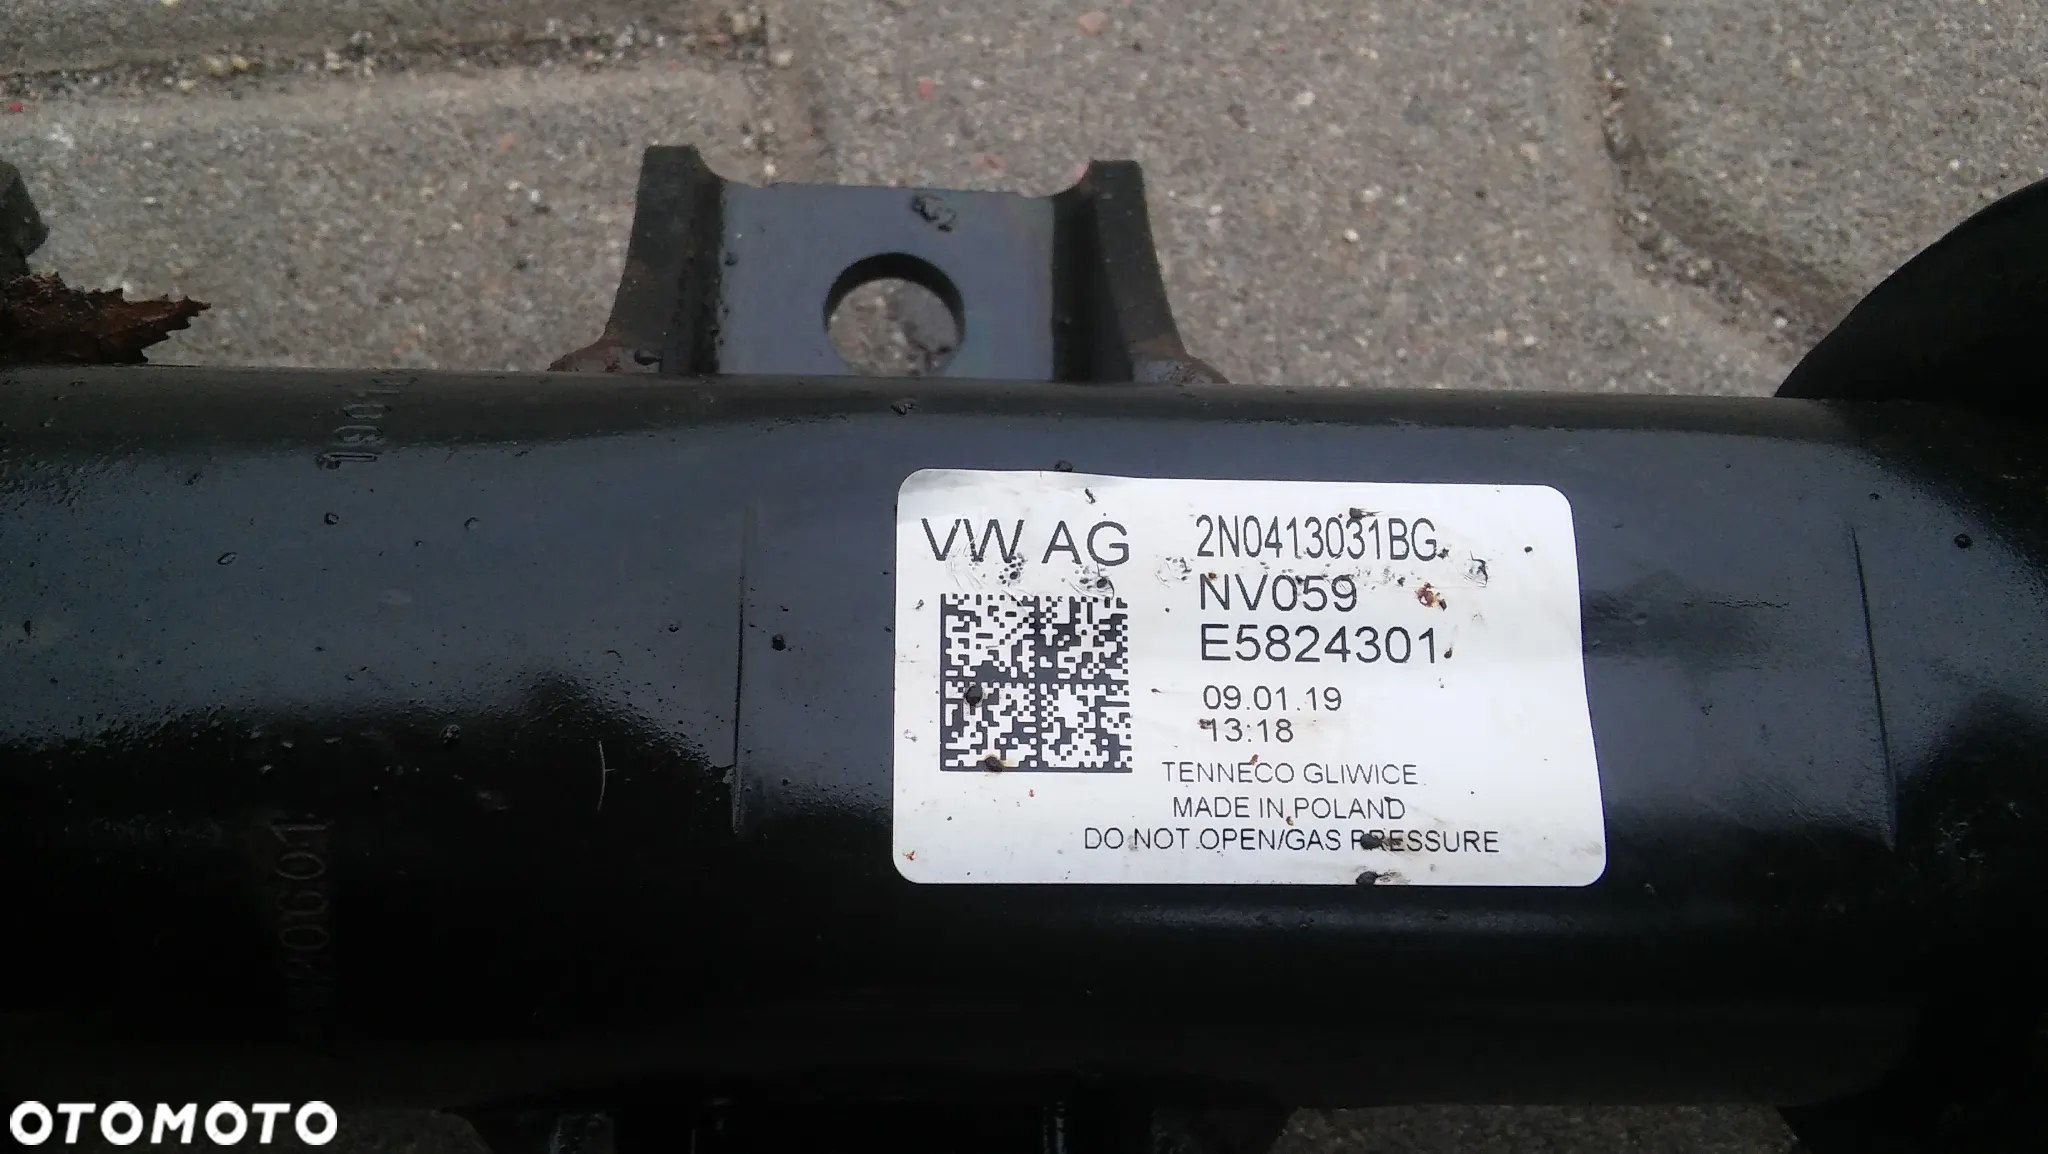 VW AG 2N0413031BG
NV059
E5824301
09.01.19
13:18
TENNECO GLIWICE
MADE IN POLAND
DO NOT OPEN/GAS PRESSURE
OTOMOTO